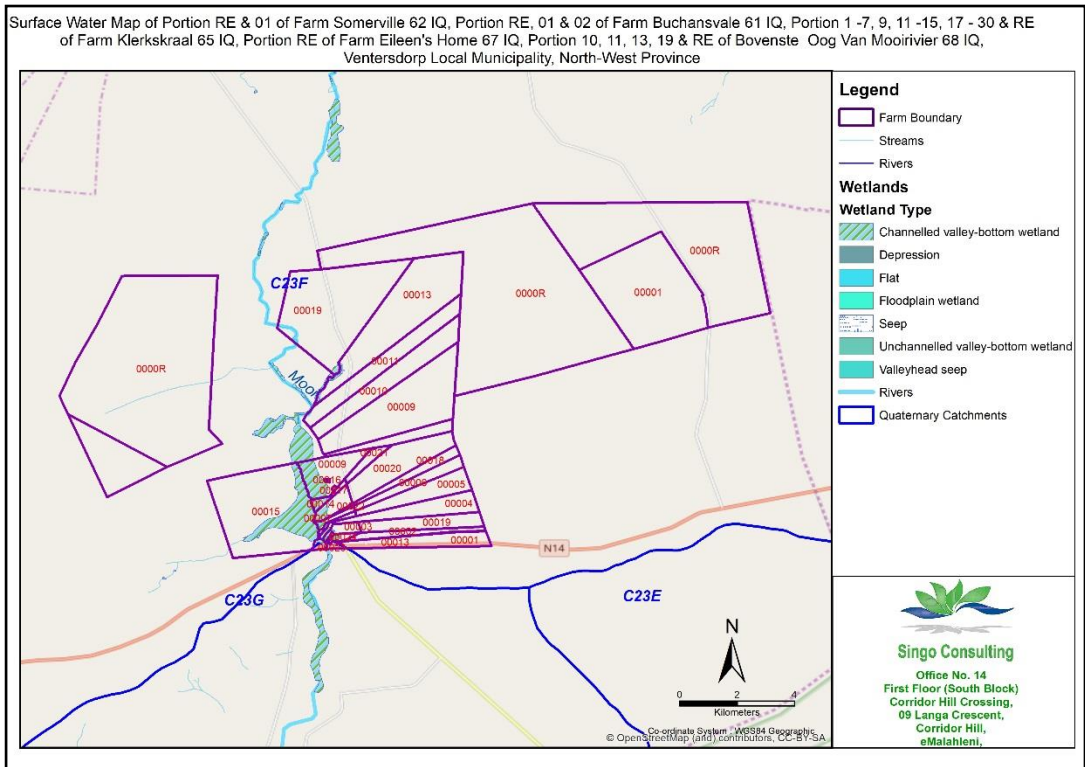 Surface Water Map of Portion RE & 01 of Farm Somerville 62 IQ, Portion RE, 01 & 02 of Farm Buchansvale 61 IQ, Portion 1 -7, 9, 11 -15, 17 - 30 & RE
of Farm Klerkskraal 65 IQ, Portion RE of Farm Eileen's Home 67 IQ, Portion 10, 11, 13, 19 & RE of Bovenste Oog Van Mooirivier 68 IQ,
Ventersdorp Local Municipality, North-West Province
C23F
00019
00013
0000R
0000R
00001
0000R
00011
00010
00009
Mooi
00009
00021
00020
00018
00005
00004
00015
00014
00003
00019
00013
00001
N14
C23G
C23E
N
0 2 4
Kilometers
Co-ordinate System : WGS84 Geographic
© OpenStreetMap (and) contributors, CC-BY-SA
Legend
Farm Boundary
Streams
Rivers
Wetlands
Wetland Type
Channelled valley-bottom wetland
Depression
Flat
Floodplain wetland
Seep
Unchannelled valley-bottom wetland
Valleyhead seep
Rivers
Quaternary Catchments
Singo Consulting
Office No. 14
First Floor (South Block)
Corridor Hill Crossing,
09 Langa Crescent,
Corridor Hill,
eMalahleni,